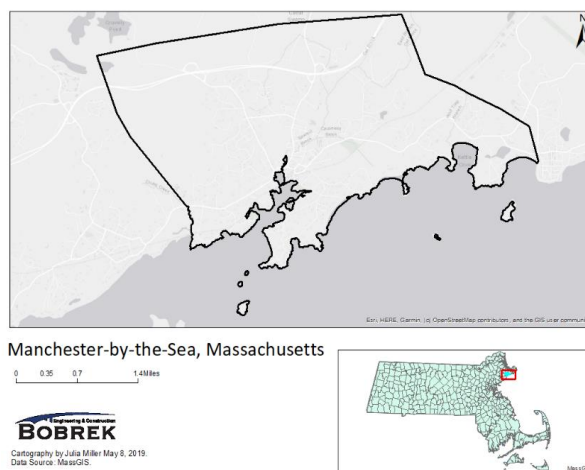 N
Esri, HERE, Garmin, (c) OpenStreetMap contributors, and the GIS user commun
Manchester-by-the-Sea, Massachusetts
0 0.35 0.7 1.4 Miles
Engineering & Construction
BOBREK
Cartography by Julia Miller May 8, 2019.
Data Source: MassGIS.